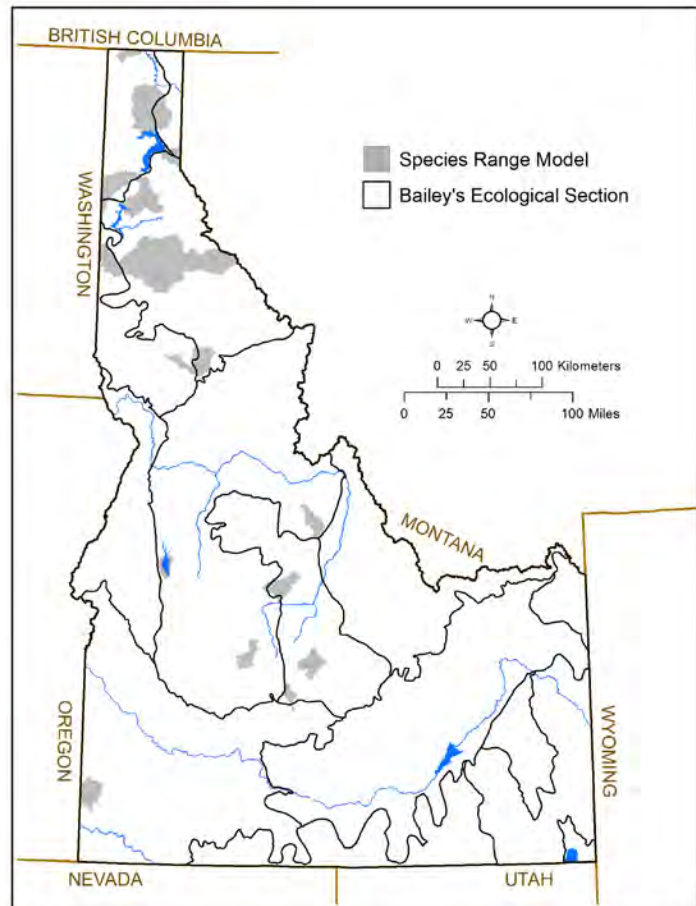 BRITISH COLUMBIA
WASHINGTON
Species Range Model
Bailey's Ecological Section
N
W E
S
0 25 50 100 Kilometers
0 25 50 100 Miles
MONTANA
OREGON
WYOMING
NEVADA
UTAH